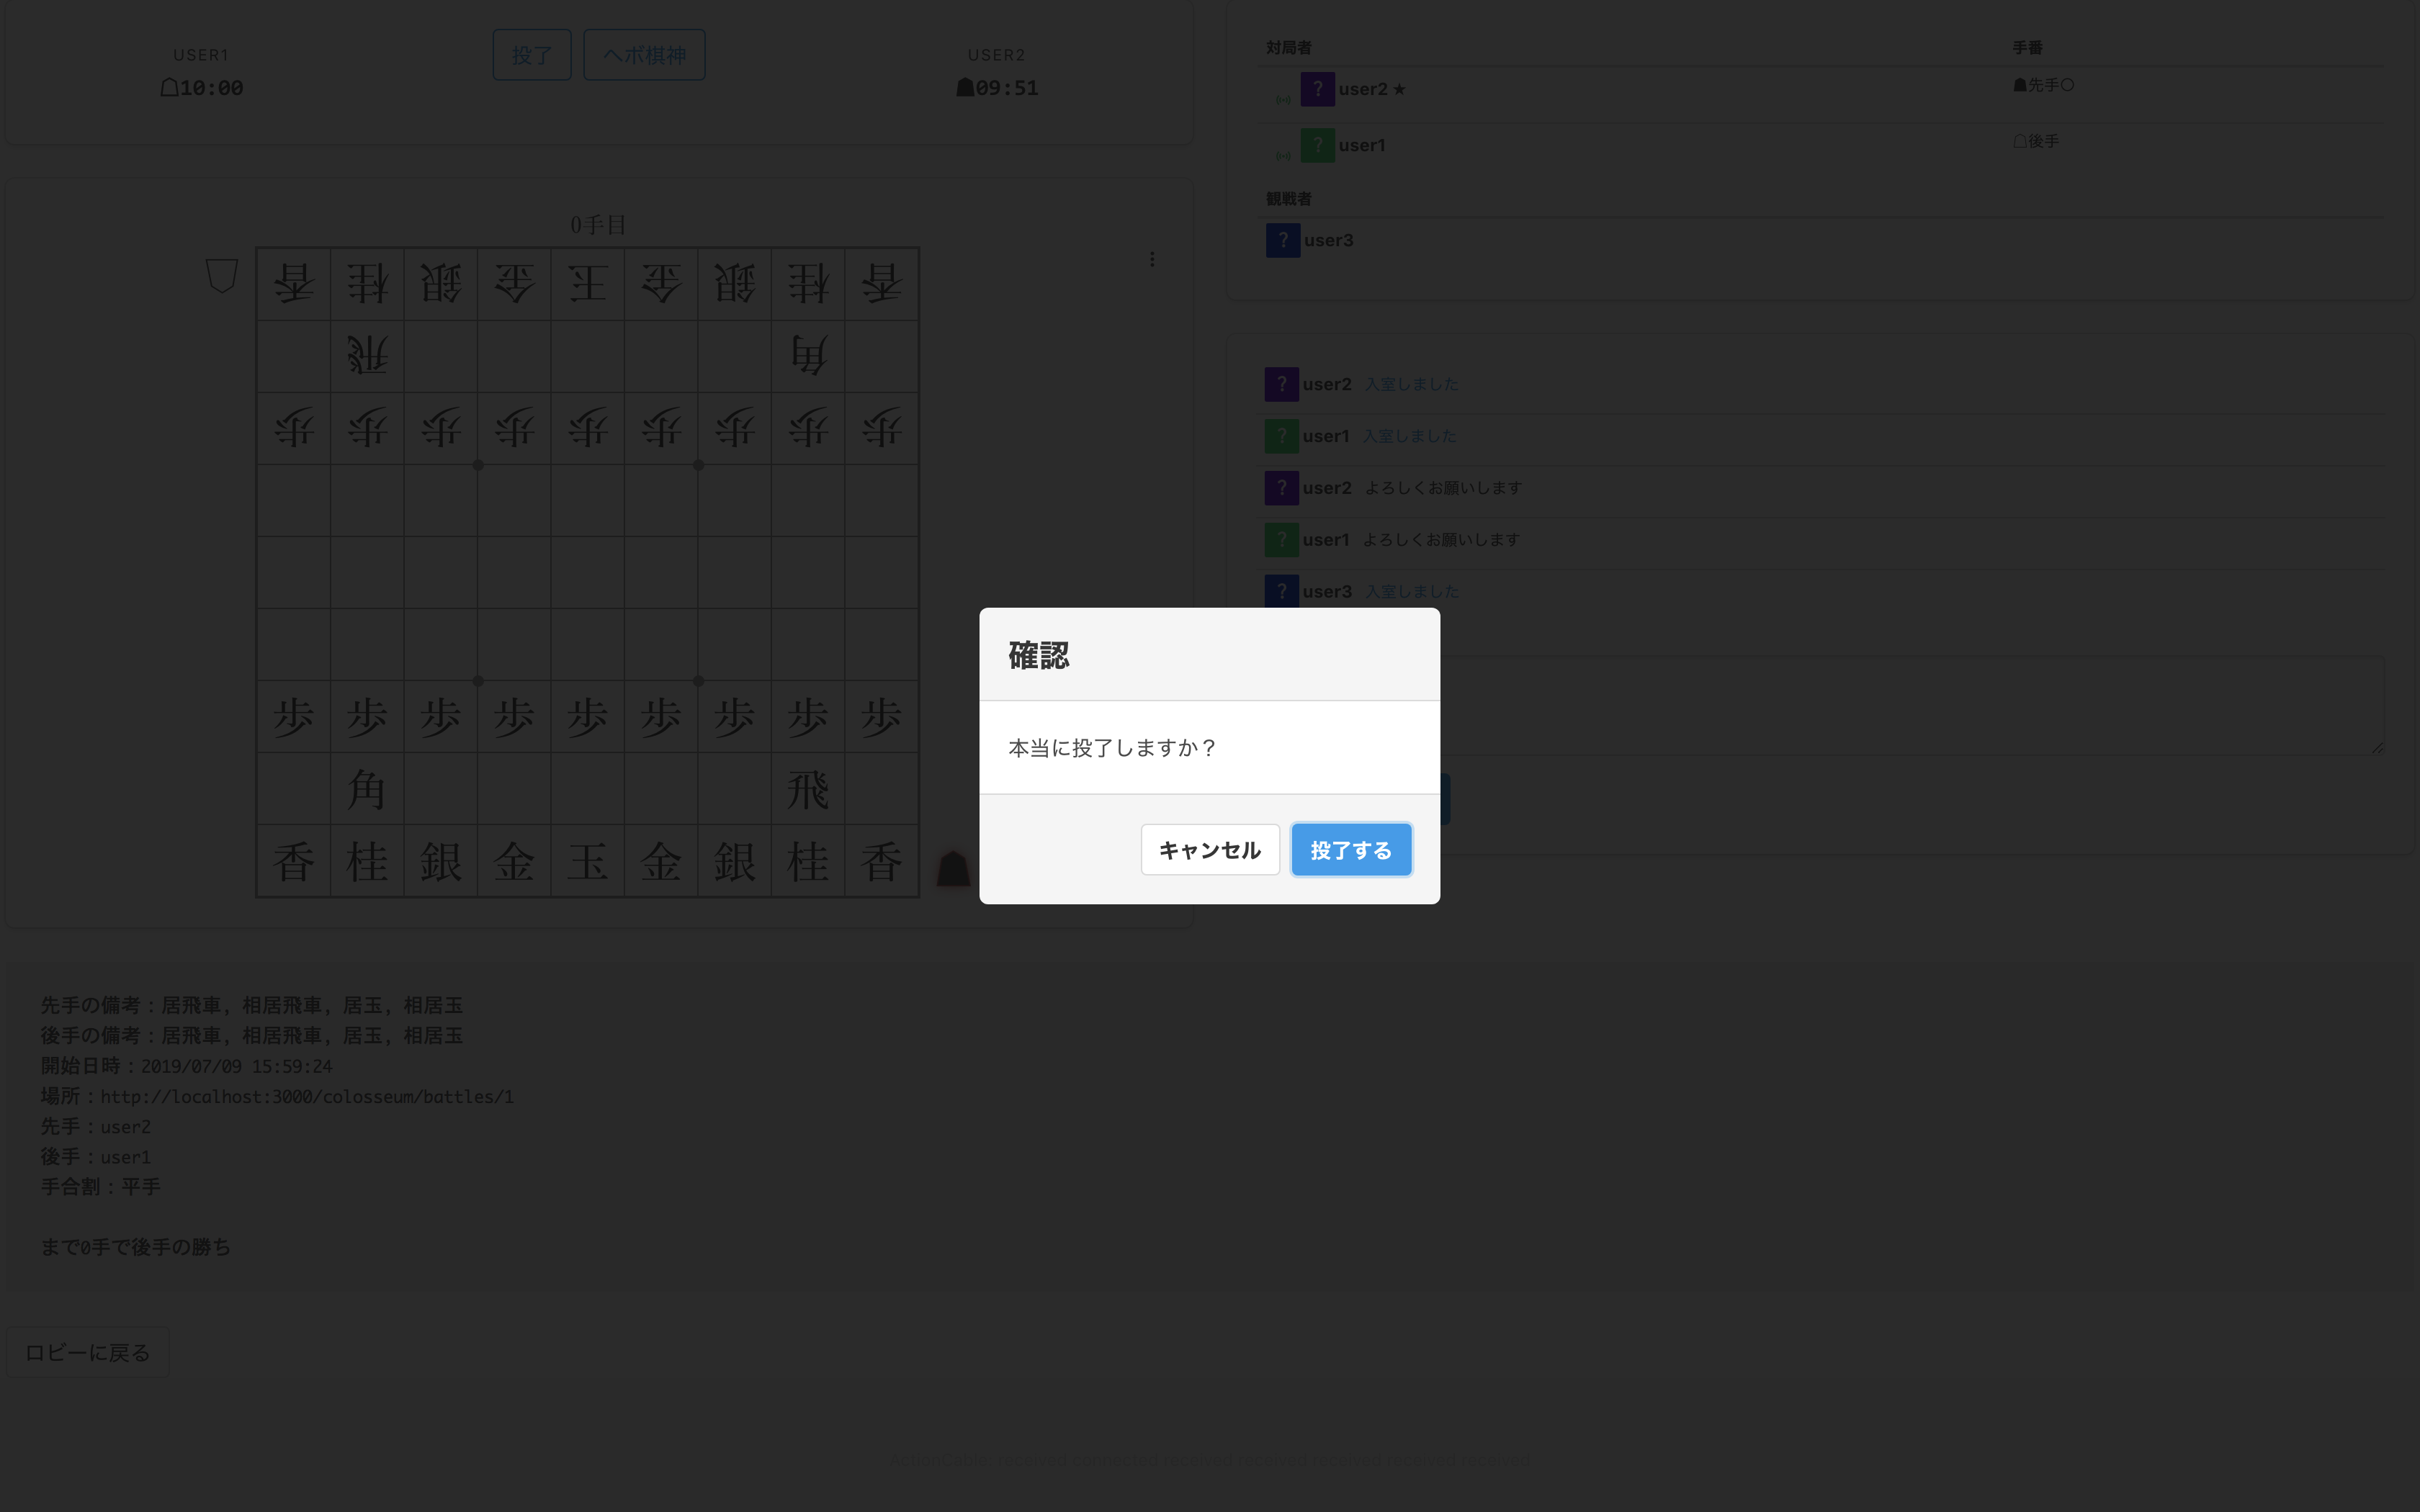 USER1
10:00
投了
ヘボ棋神
USER2
09:51
0手目
香桂銀金玉金銀桂香
飛角
歩歩歩歩歩歩歩歩歩
歩歩歩歩歩歩歩歩歩
角飛
香桂銀金玉金銀桂香
対局者 手番
? user2 ★ 先手○
? user1 後手
観戦者
? user3
? user2 入室しました
? user1 入室しました
? user2 よろしくお願いします
? user1 よろしくお願いします
? user3 入室しました
確認
本当に投了しますか？
キャンセル
投了する
先手の備考：居飛車, 相居飛車, 居玉, 相居玉
後手の備考：居飛車, 相居飛車, 居玉, 相居玉
開始日時：2019/07/09 15:59:24
場所：http://localhost:3000/colosseum/battles/1
先手：user2
後手：user1
手合割：平手
まで0手で後手の勝ち
ロビーに戻る